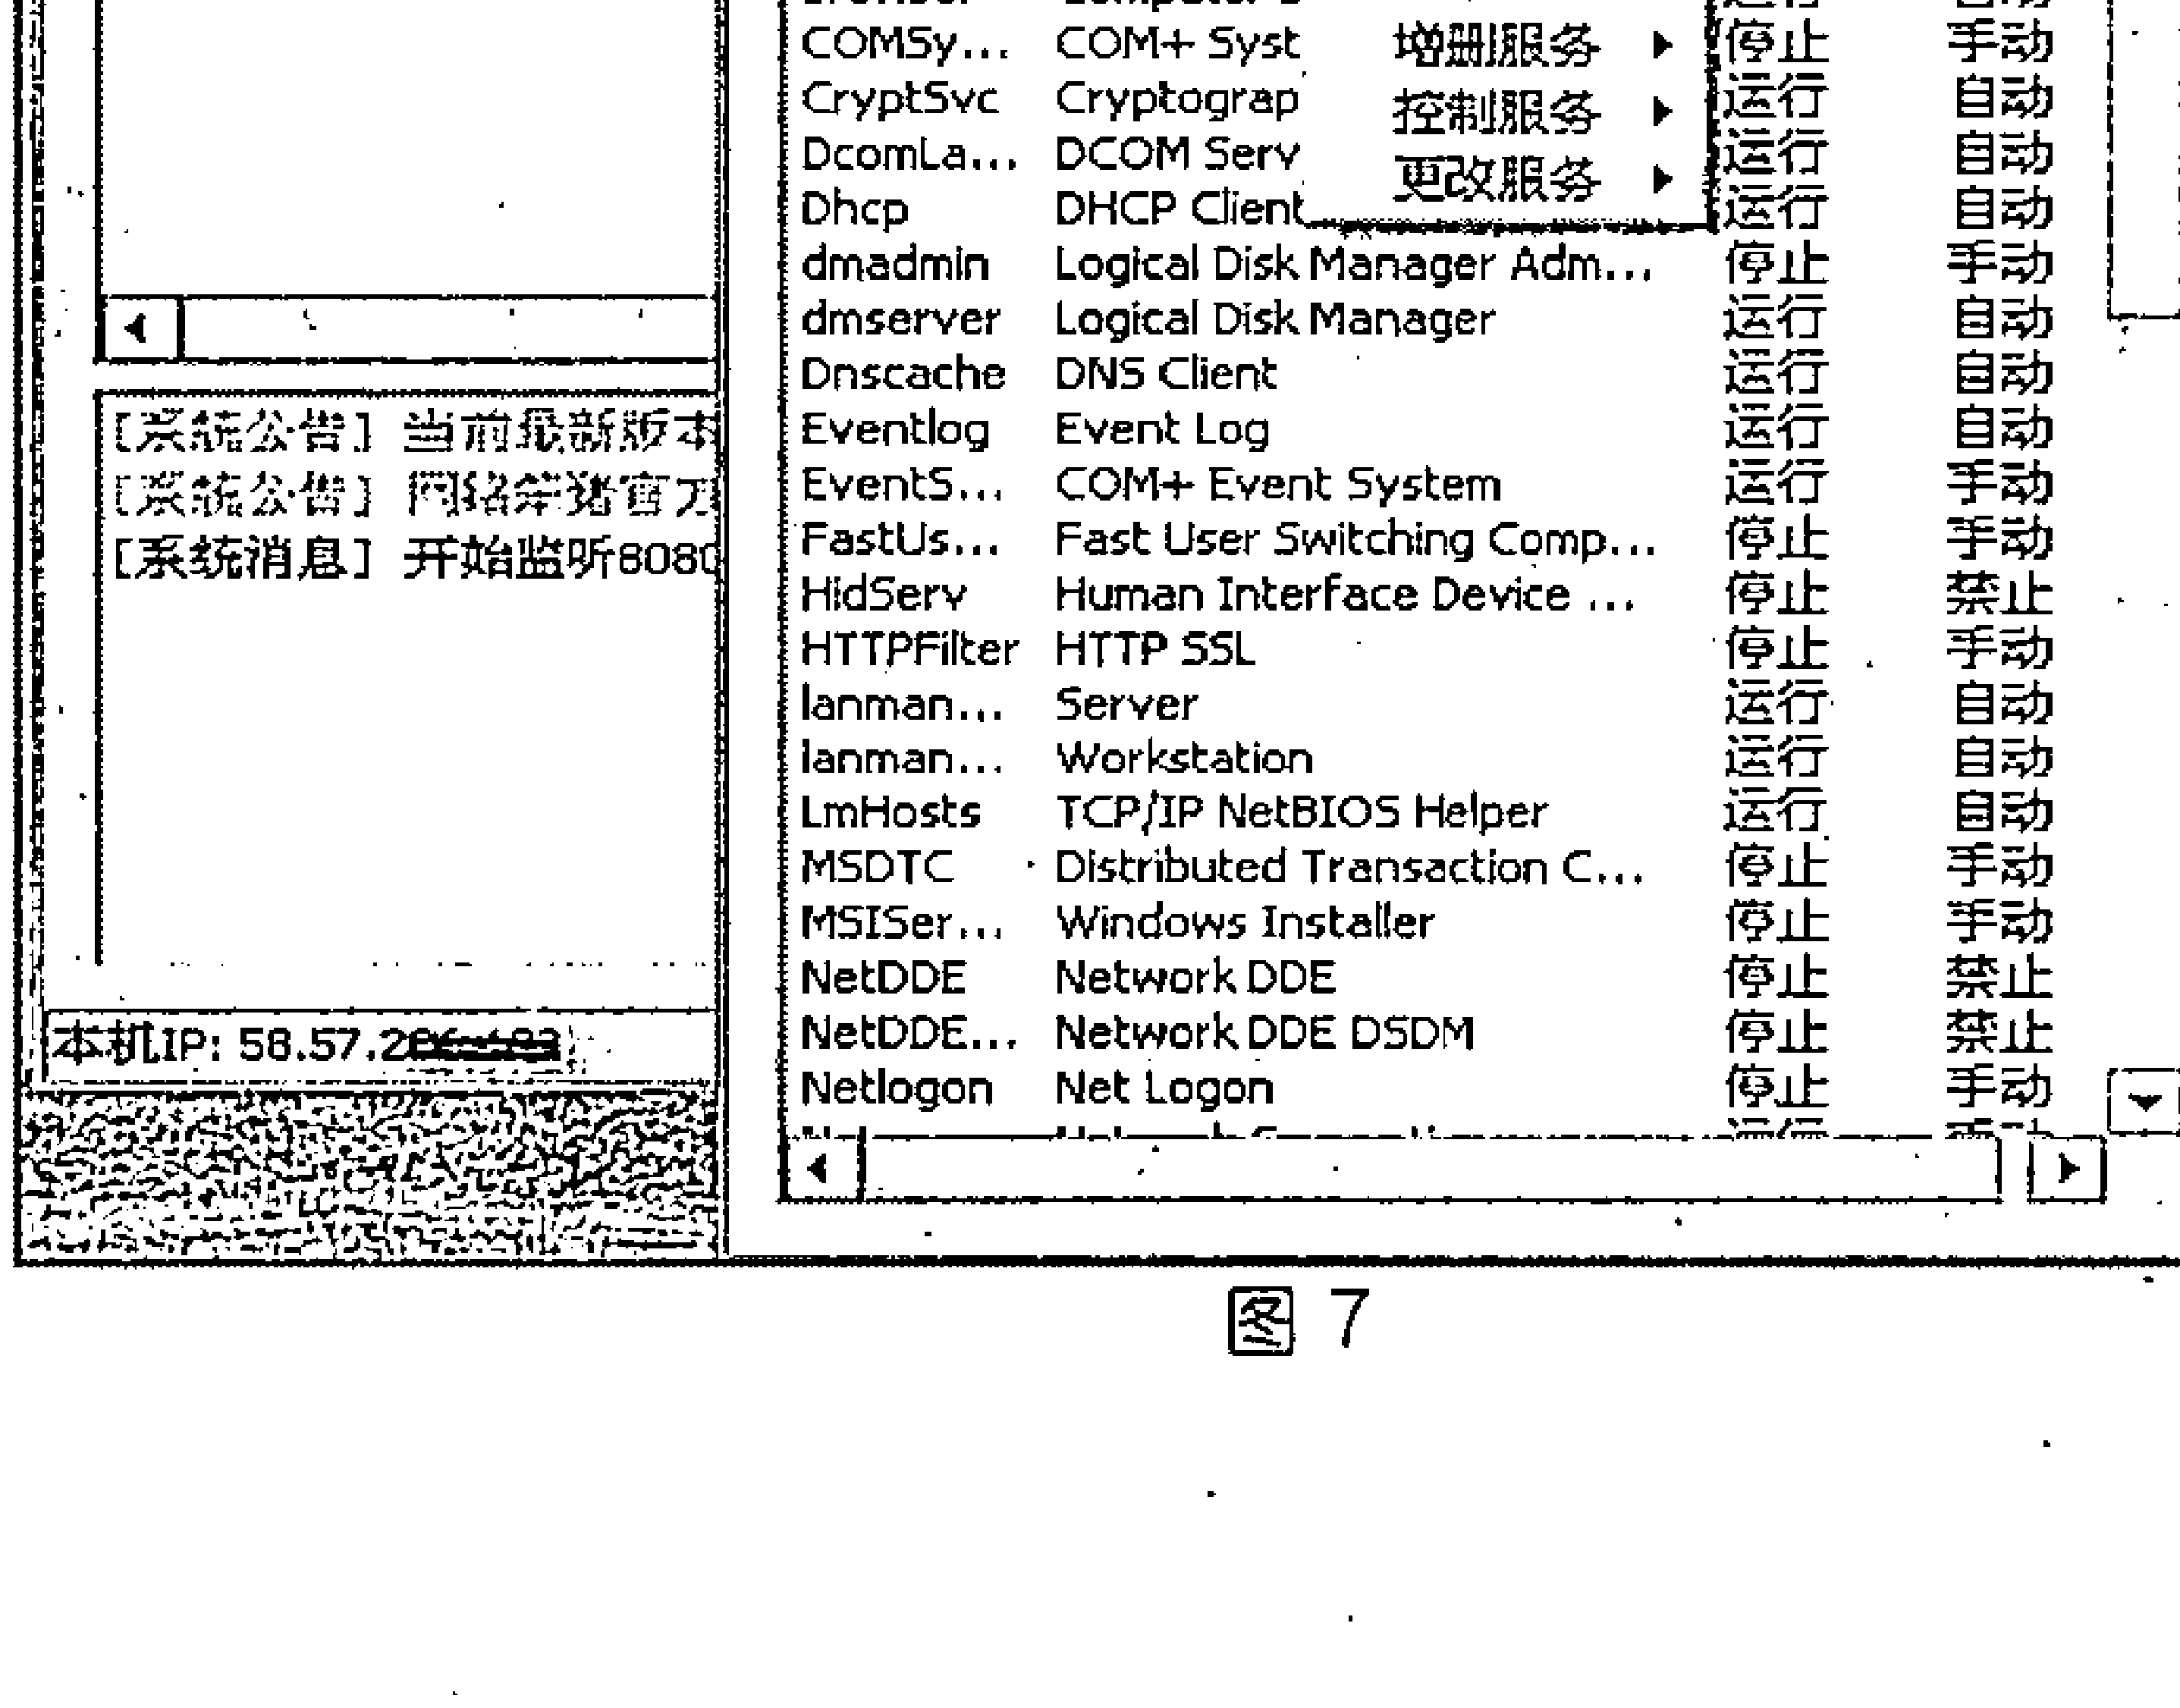 COMSy... COM+ Syst 增删服务 停止 手动
CryptSvc Cryptograp 控制服务 运行 自动
DcomLa... DCOM Serv 更改服务 运行 自动
Dhcp DHCP Client 运行 自动
dmadmin Logical Disk Manager Adm... 停止 手动
dmserver Logical Disk Manager 运行 自动
Dnscache DNS Client 运行 自动
Eventlog Event Log 运行 自动
EventS... COM+ Event System 运行 手动
FastUs... Fast User Switching Comp... 停止 手动
HidServ Human Interface Device ... 停止 禁止
HTTPFilter HTTP SSL 停止 手动
lanman... Server 运行 自动
lanman... Workstation 运行 自动
LmHosts TCP/IP NetBIOS Helper 运行 自动
MSDTC Distributed Transaction C... 停止 手动
MSISer... Windows Installer 停止 手动
NetDDE Network DDE 停止 禁止
NetDDE... Network DDE DSDM 停止 禁止
Netlogon Net Logon 停止 手动
[系统公告] 当前最新版本
[系统公告] 网络
[系统消息] 开始监听8080
本机IP: 58.57.2
图 7